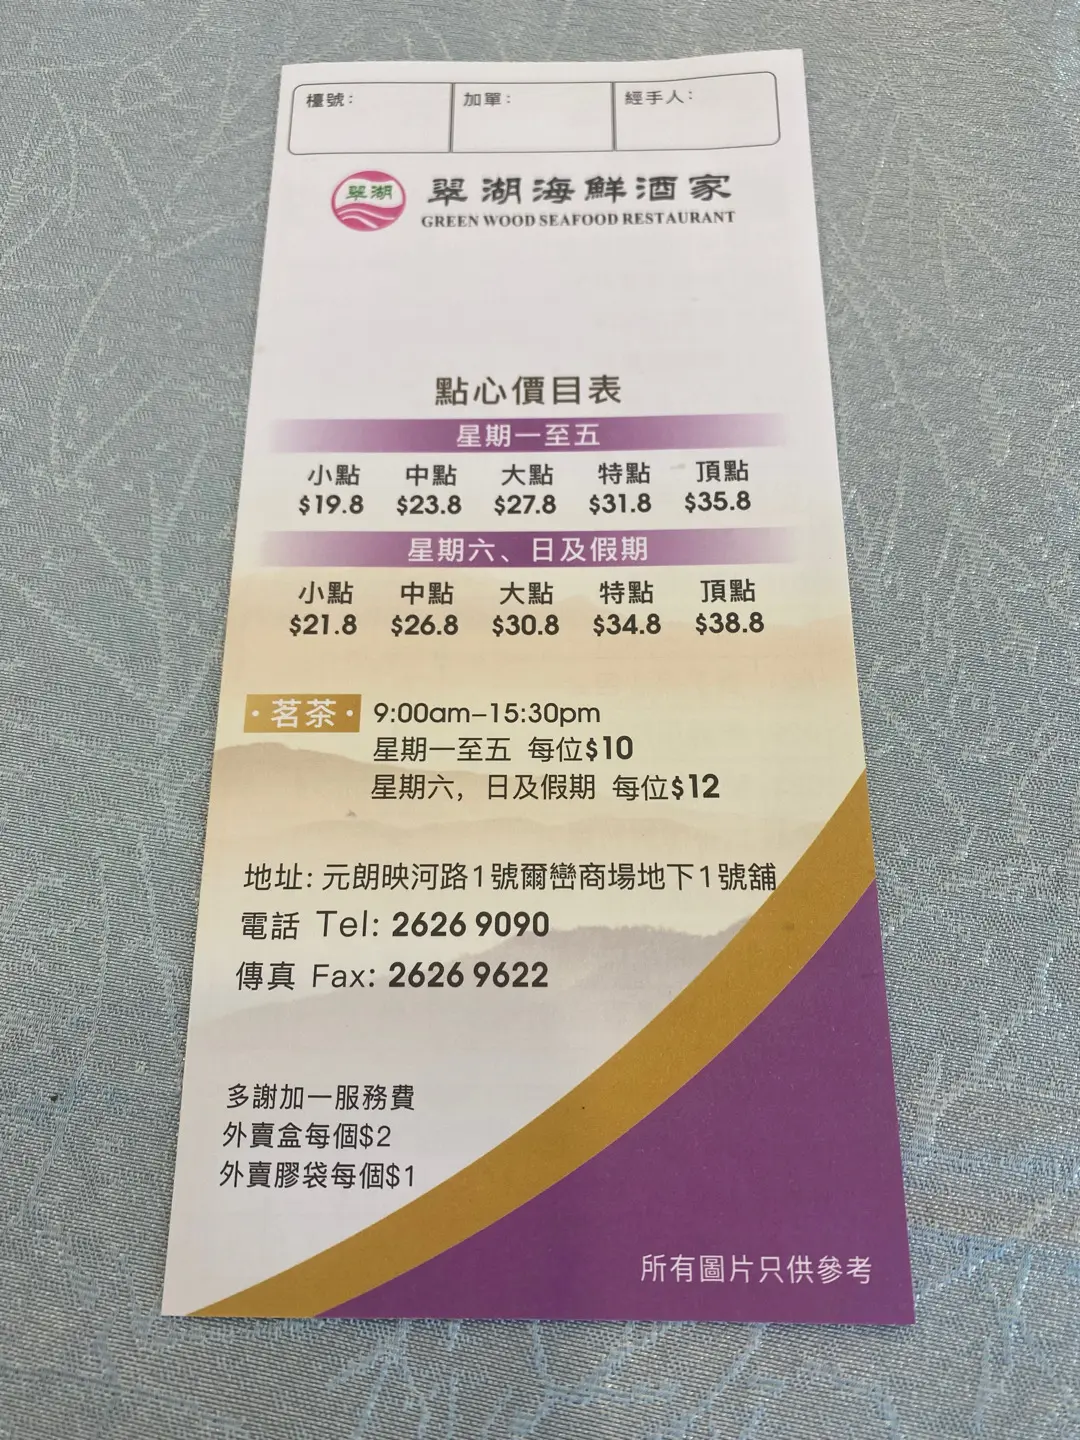 檯號：
加單：
經手人：
翠湖
翠湖海鮮酒家
GREEN WOOD SEAFOOD RESTAURANT
點心價目表
星期一至五
小點 中點 大點 特點 頂點
$19.8 $23.8 $27.8 $31.8 $35.8
星期六、日及假期
小點 中點 大點 特點 頂點
$21.8 $26.8 $30.8 $34.8 $38.8
·茗茶· 9:00am–15:30pm
星期一至五 每位$10
星期六，日及假期 每位$12
地址: 元朗映河路1號爾巒商場地下1號舖
電話 Tel: 2626 9090
傳真 Fax: 2626 9622
多謝加一服務費
外賣盒每個$2
外賣膠袋每個$1
所有圖片只供參考